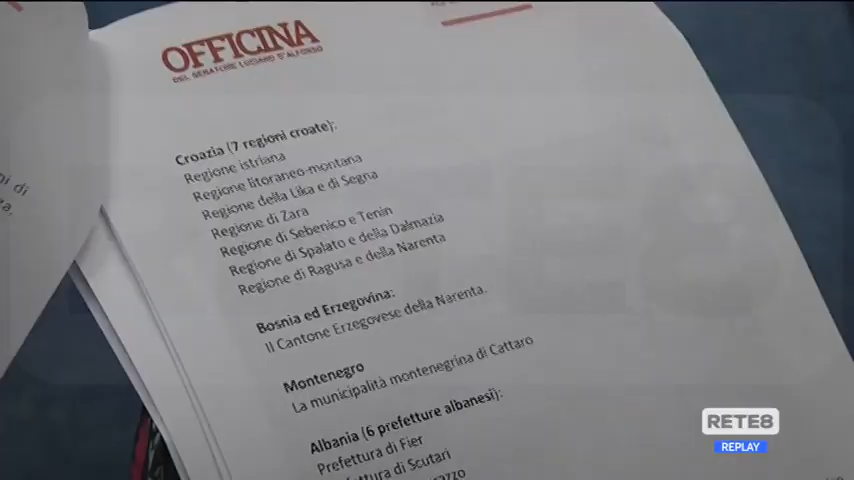 OFFICINA
DEL SENATORE LUCIANO D'ALFONSO
Croazia (7 regioni croate):
Regione istriana
Regione litoraneo-montana
Regione della Lika e di Segna
Regione di Zara
Regione di Sebenico e Tenin
Regione di Spalato e della Dalmazia
Regione di Ragusa e della Narenta
Bosnia ed Erzegovina:
Il Cantone Erzegovese della Narenta.
Montenegro
La municipalità montenegrina di Cattaro
Albania (6 prefetture albanesi):
Prefettura di Fier
di Scutari
RETE8
REPLAY